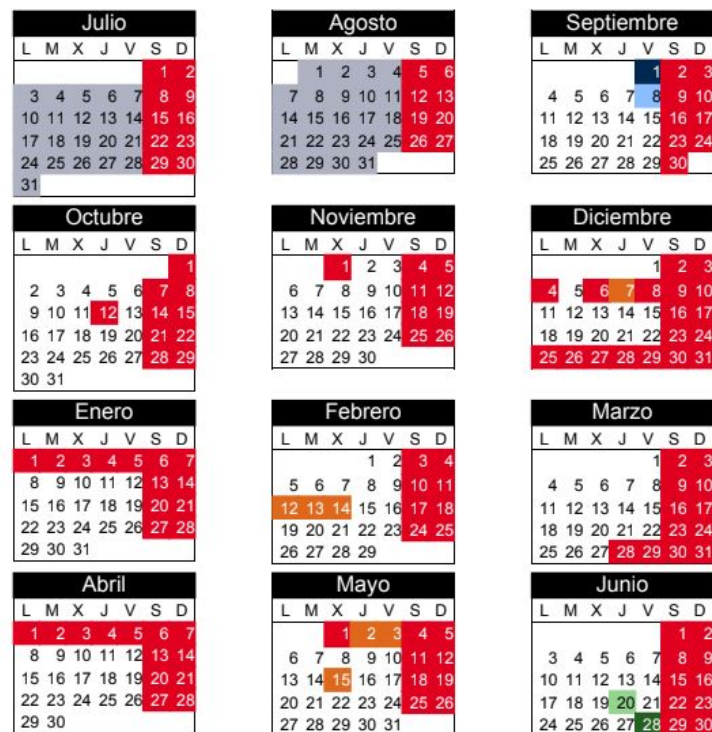 Julio
L M X J V S D
1 2
3 4 5 6 7 8 9
10 11 12 13 14 15 16
17 18 19 20 21 22 23
24 25 26 27 28 29 30
31
Agosto
L M X J V S D
1 2 3 4 5 6
7 8 9 10 11 12 13
14 15 16 17 18 19 20
21 22 23 24 25 26 27
28 29 30 31
Septiembre
L M X J V S D
1 2 3
4 5 6 7 8 9 10
11 12 13 14 15 16 17
18 19 20 21 22 23 24
25 26 27 28 29 30
Octubre
L M X J V S D
1
2 3 4 5 6 7 8
9 10 11 12 13 14 15
16 17 18 19 20 21 22
23 24 25 26 27 28 29
30 31
Noviembre
L M X J V S D
1 2 3 4 5
6 7 8 9 10 11 12
13 14 15 16 17 18 19
20 21 22 23 24 25 26
27 28 29 30
Diciembre
L M X J V S D
1 2 3
4 5 6 7 8 9 10
11 12 13 14 15 16 17
18 19 20 21 22 23 24
25 26 27 28 29 30 31
Enero
L M X J V S D
1 2 3 4 5 6 7
8 9 10 11 12 13 14
15 16 17 18 19 20 21
22 23 24 25 26 27 28
29 30 31
Febrero
L M X J V S D
1 2 3 4
5 6 7 8 9 10 11
12 13 14 15 16 17 18
19 20 21 22 23 24 25
26 27 28 29
Marzo
L M X J V S D
1 2 3
4 5 6 7 8 9 10
11 12 13 14 15 16 17
18 19 20 21 22 23 24
25 26 27 28 29 30 31
Abril
L M X J V S D
1 2 3 4 5 6 7
8 9 10 11 12 13 14
15 16 17 18 19 20 21
22 23 24 25 26 27 28
29 30
Mayo
L M X J V S D
1 2 3 4 5
6 7 8 9 10 11 12
13 14 15 16 17 18 19
20 21 22 23 24 25 26
27 28 29 30 31
Junio
L M X J V S D
1 2
3 4 5 6 7 8 9
10 11 12 13 14 15 16
17 18 19 20 21 22 23
24 25 26 27 28 29 30